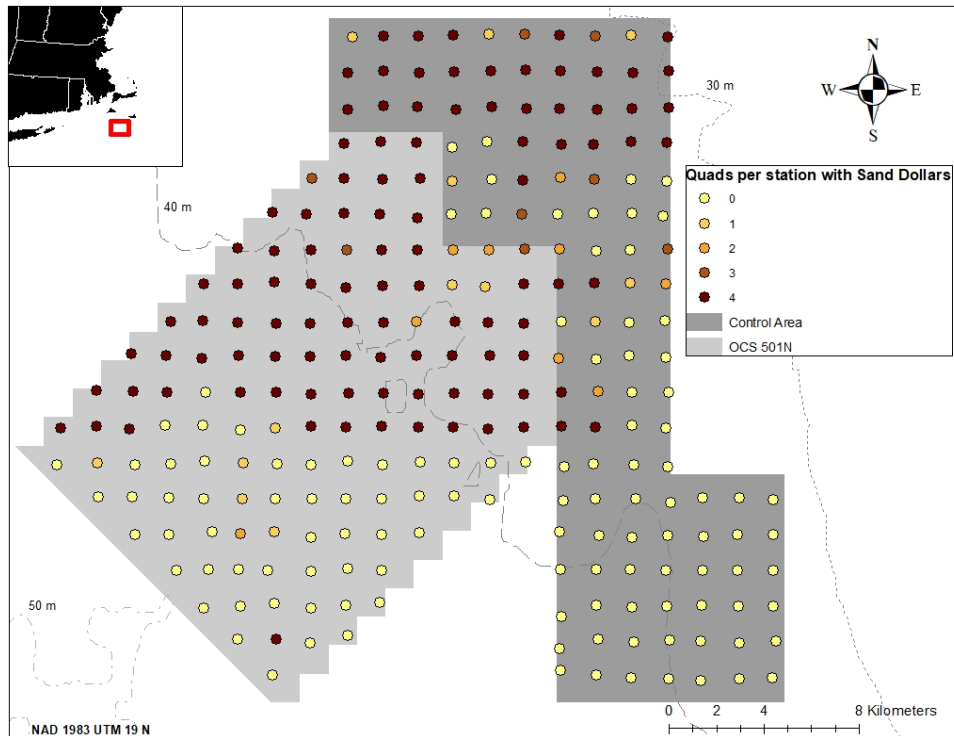 N
W E
S
30 m
40 m
50 m
Quads per station with Sand Dollars
0
1
2
3
4
Control Area
OCS 501N
NAD 1983 UTM 19 N
0 2 4 8 Kilometers